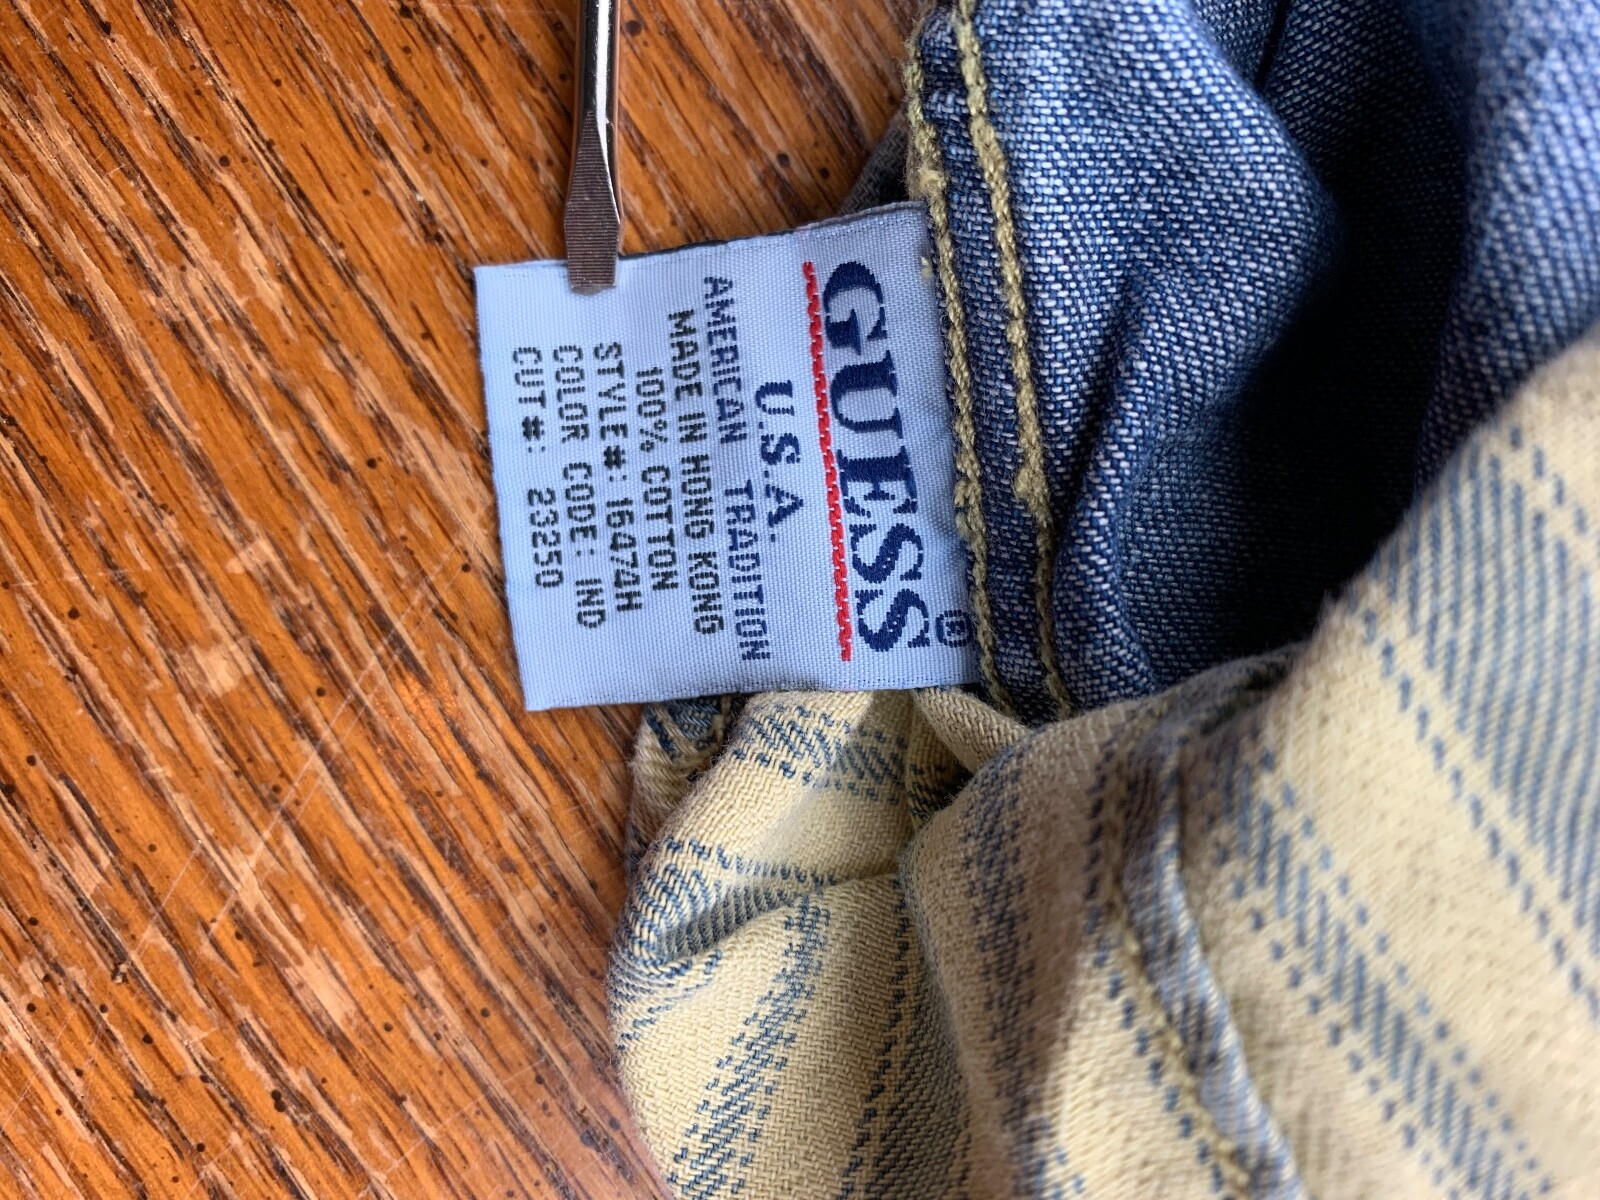 GUESS®
U.S.A.
AMERICAN TRADITION
MADE IN HONG KONG
100% COTTON
STYLE#: 16474H
COLOR CODE: IND
CUT#: 23250